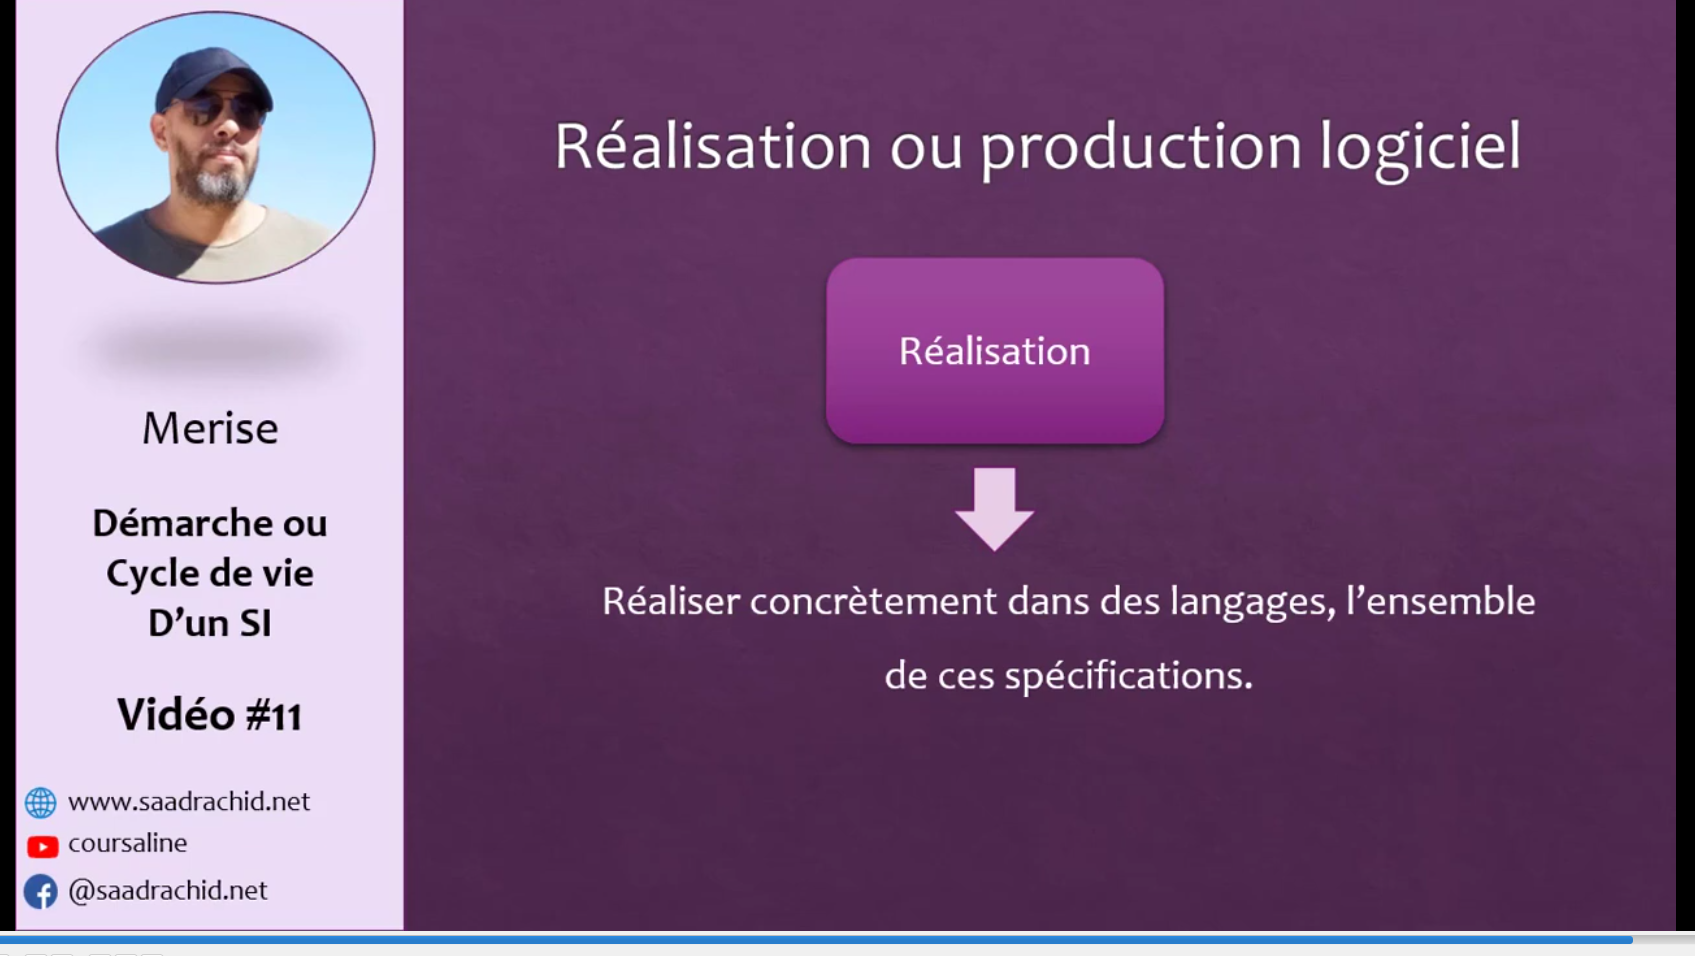 Merise
Démarche ou
Cycle de vie
D’un SI
Vidéo #11
www.saadrachid.net
coursaline
@saadrachid.net
Réalisation ou production logiciel
Réalisation
Réaliser concrètement dans des langages, l’ensemble
de ces spécifications.